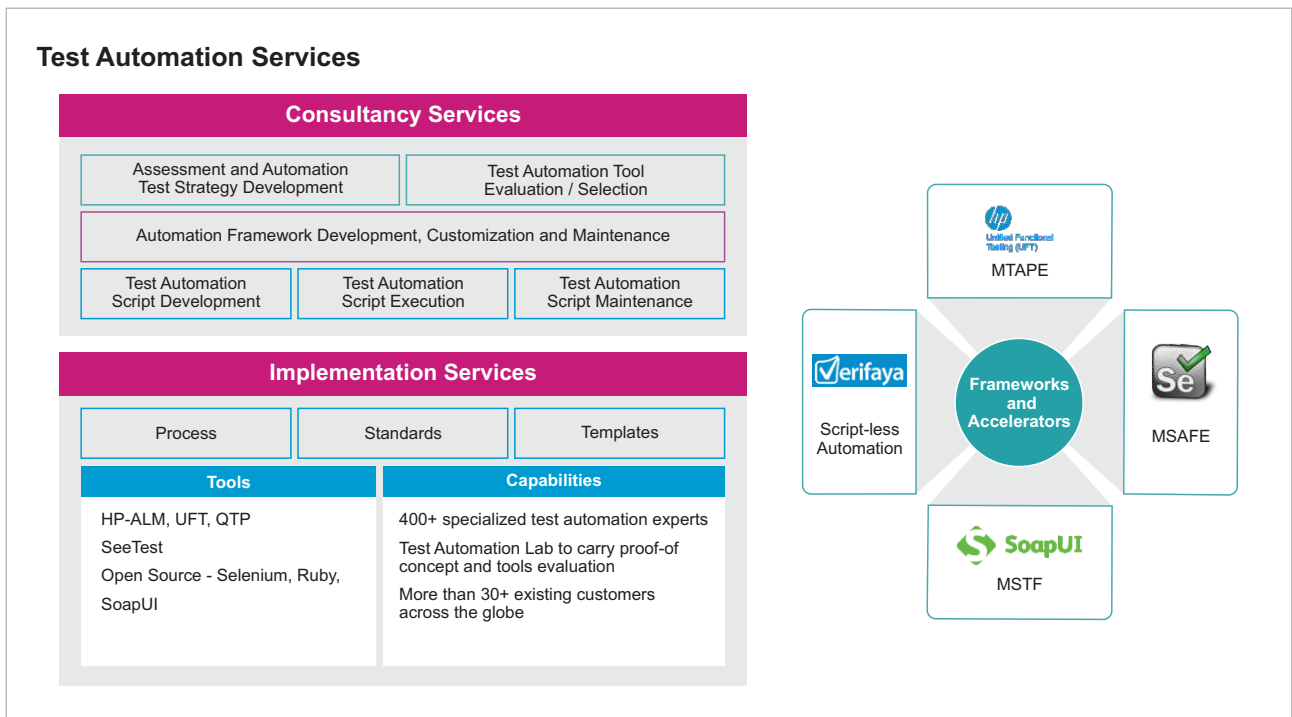 Test Automation Services
Consultancy Services
Assessment and Automation
Test Strategy Development
Test Automation Tool
Evaluation / Selection
Automation Framework Development, Customization and Maintenance
Test Automation
Script Development
Test Automation
Script Execution
Test Automation
Script Maintenance
Implementation Services
Process
Standards
Templates
Tools
HP-ALM, UFT, QTP
SeeTest
Open Source - Selenium, Ruby,
SoapUI
Capabilities
400+ specialized test automation experts
Test Automation Lab to carry proof-of
concept and tools evaluation
More than 30+ existing customers
across the globe
hp
Unified Functional
Testing (UFT)
MTAPE
Verifaya
Script-less
Automation
Frameworks
and
Accelerators
Se
MSAFE
SoapUI
MSTF